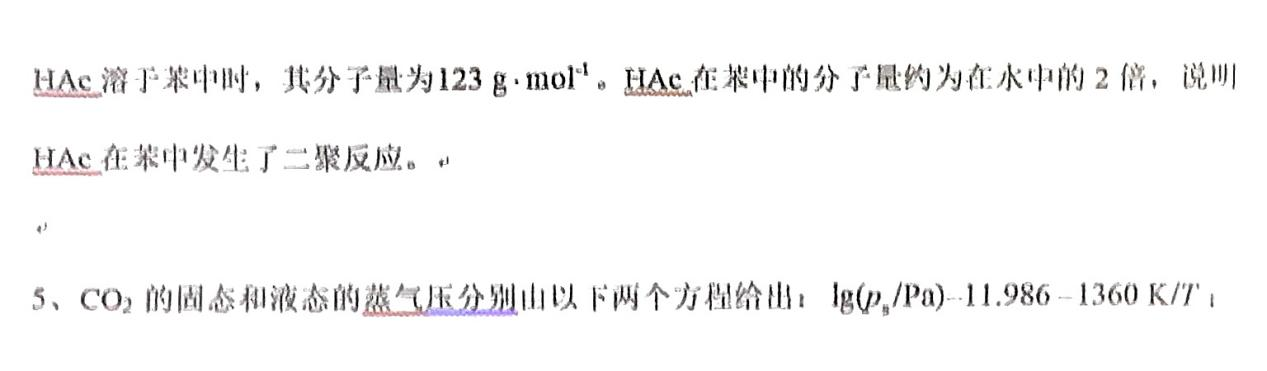 HAc 溶于苯中时，其分子量为123 g·mol⁻¹。HAc 在苯中的分子量约为在水中的 2 倍，说明
HAc 在苯中发生了二聚反应。
5、CO₂ 的固态和液态的蒸气压分别由以下两个方程给出：lg(pₛ/Pa)=11.986－1360 K/T；